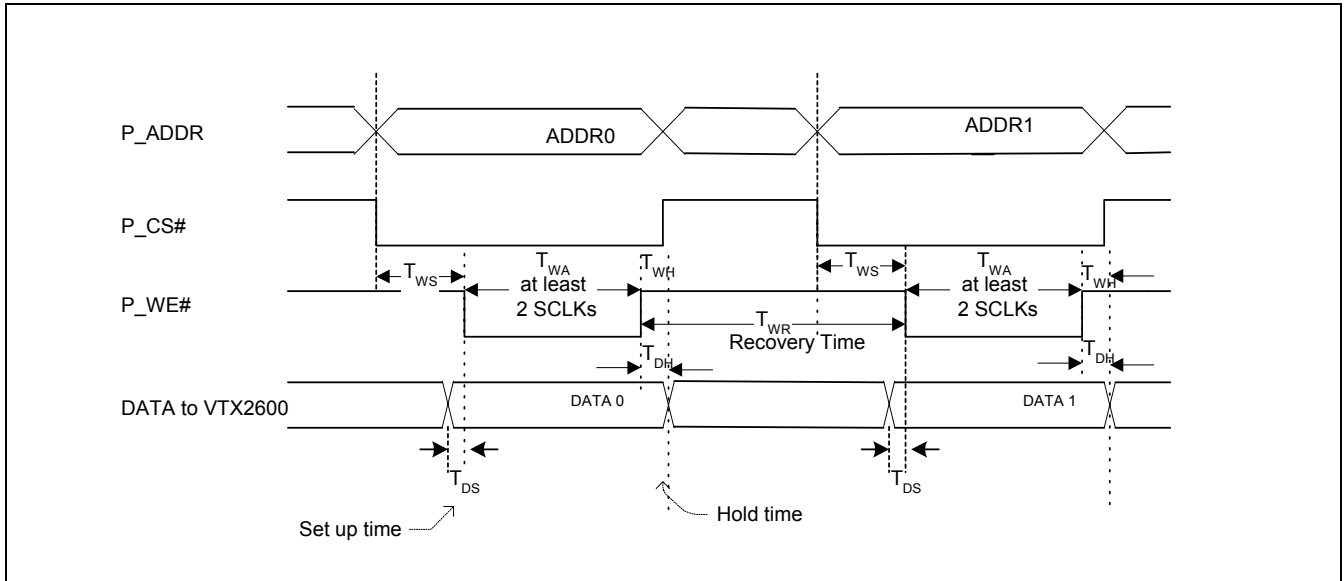 P_ADDR
ADDR0
ADDR1
P_CS#
T_WS
T_WA
at least
2 SCLKs
T_WH
T_WS
T_WA
at least
2 SCLKs
T_WH
P_WE#
T_WR
Recovery Time
T_DH
T_DH
DATA to VTX2600
DATA 0
DATA 1
T_DS
T_DS
Set up time
Hold time